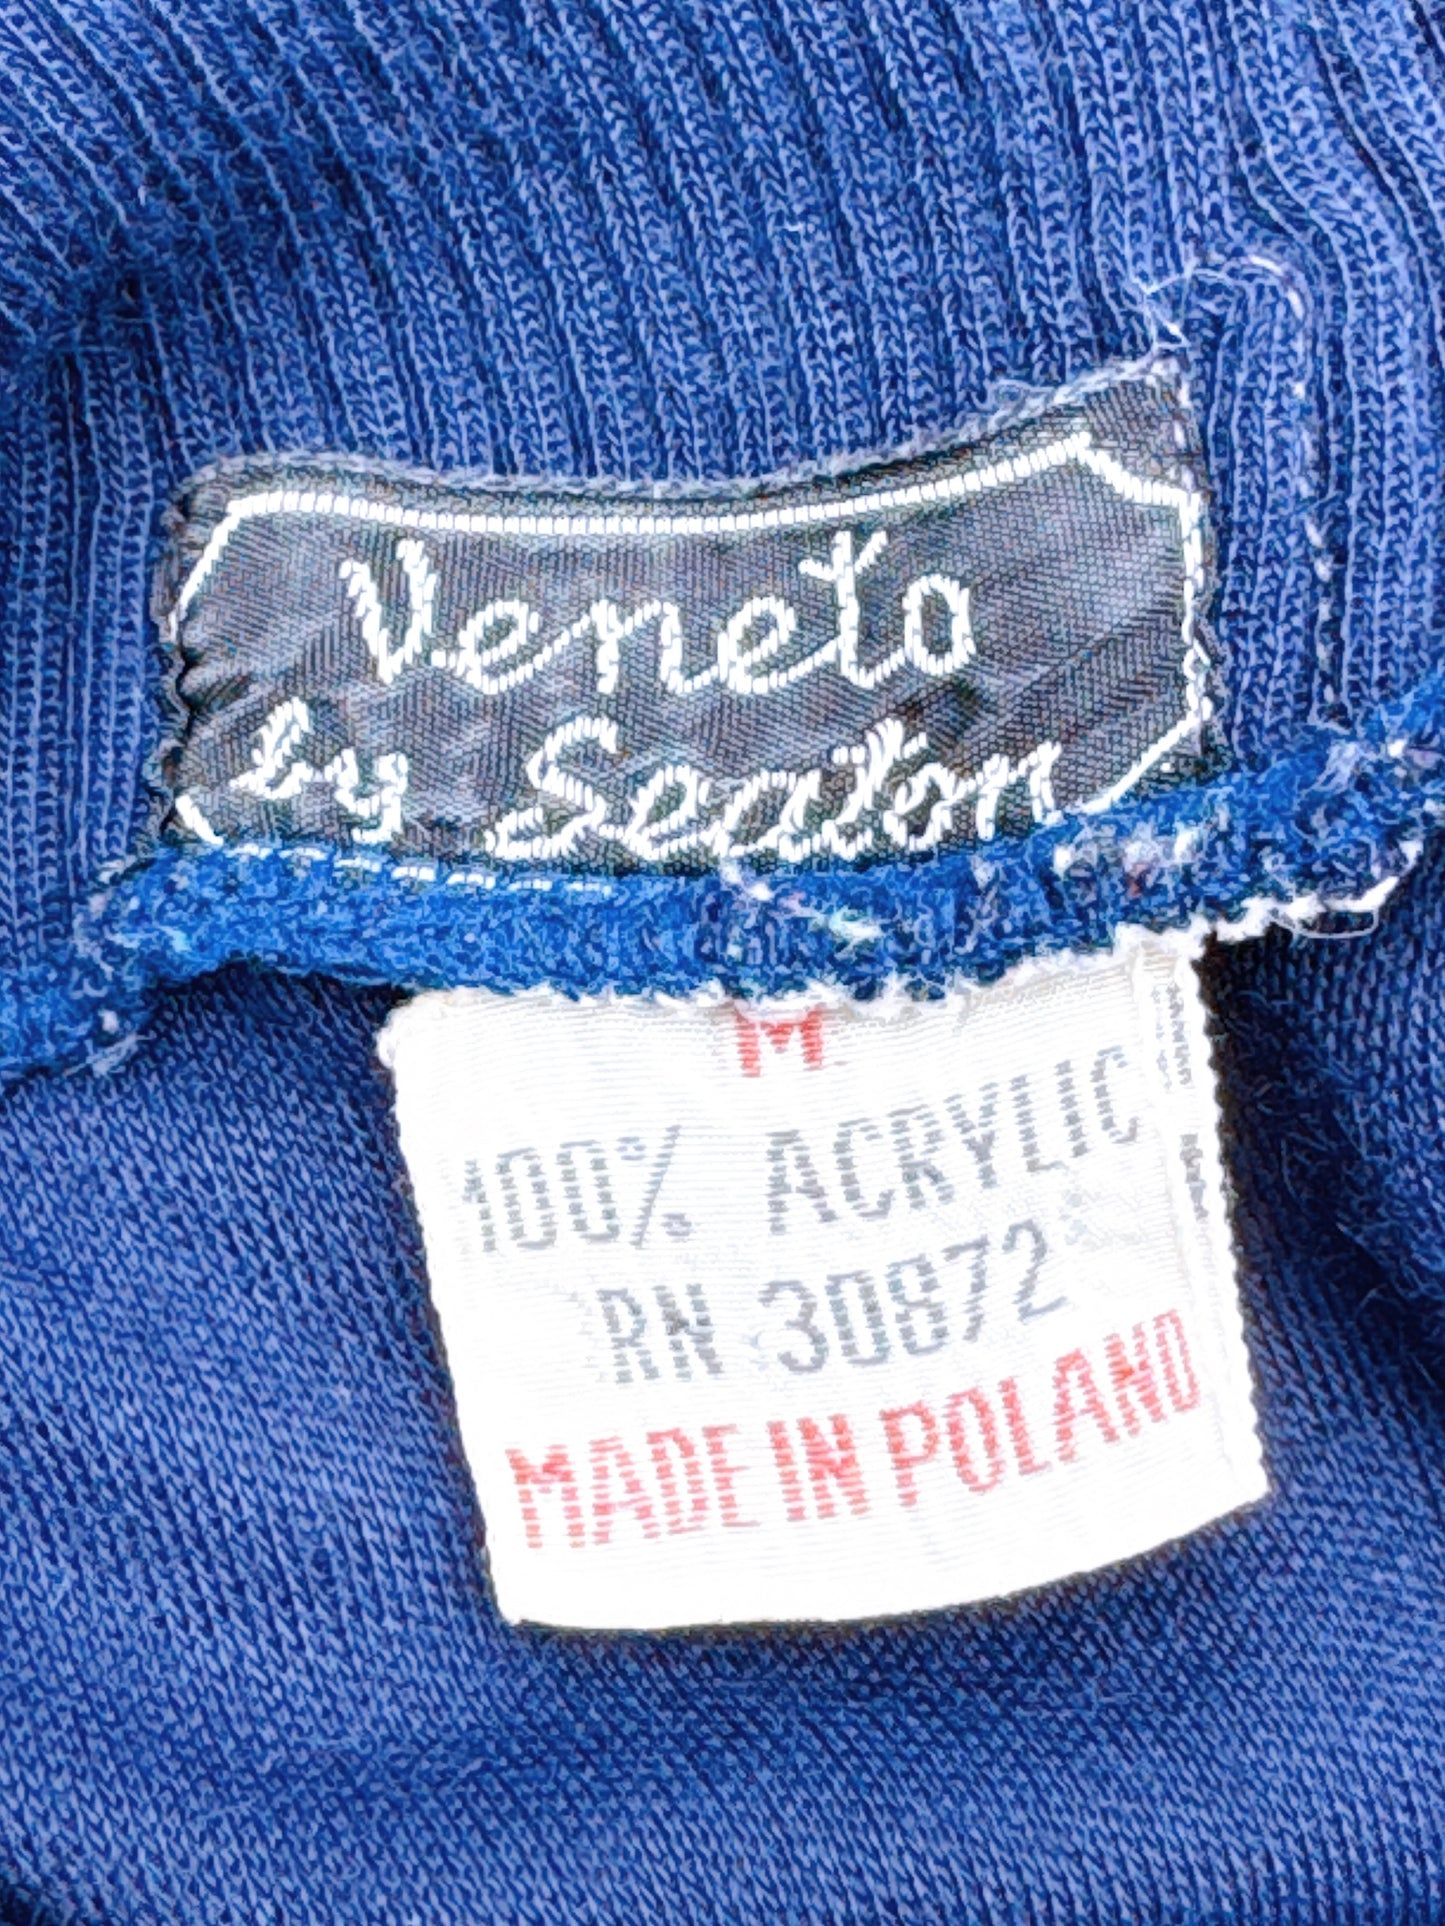 Veneto
by Seaton
M
100% ACRYLIC
RN 30872
MADE IN POLAND